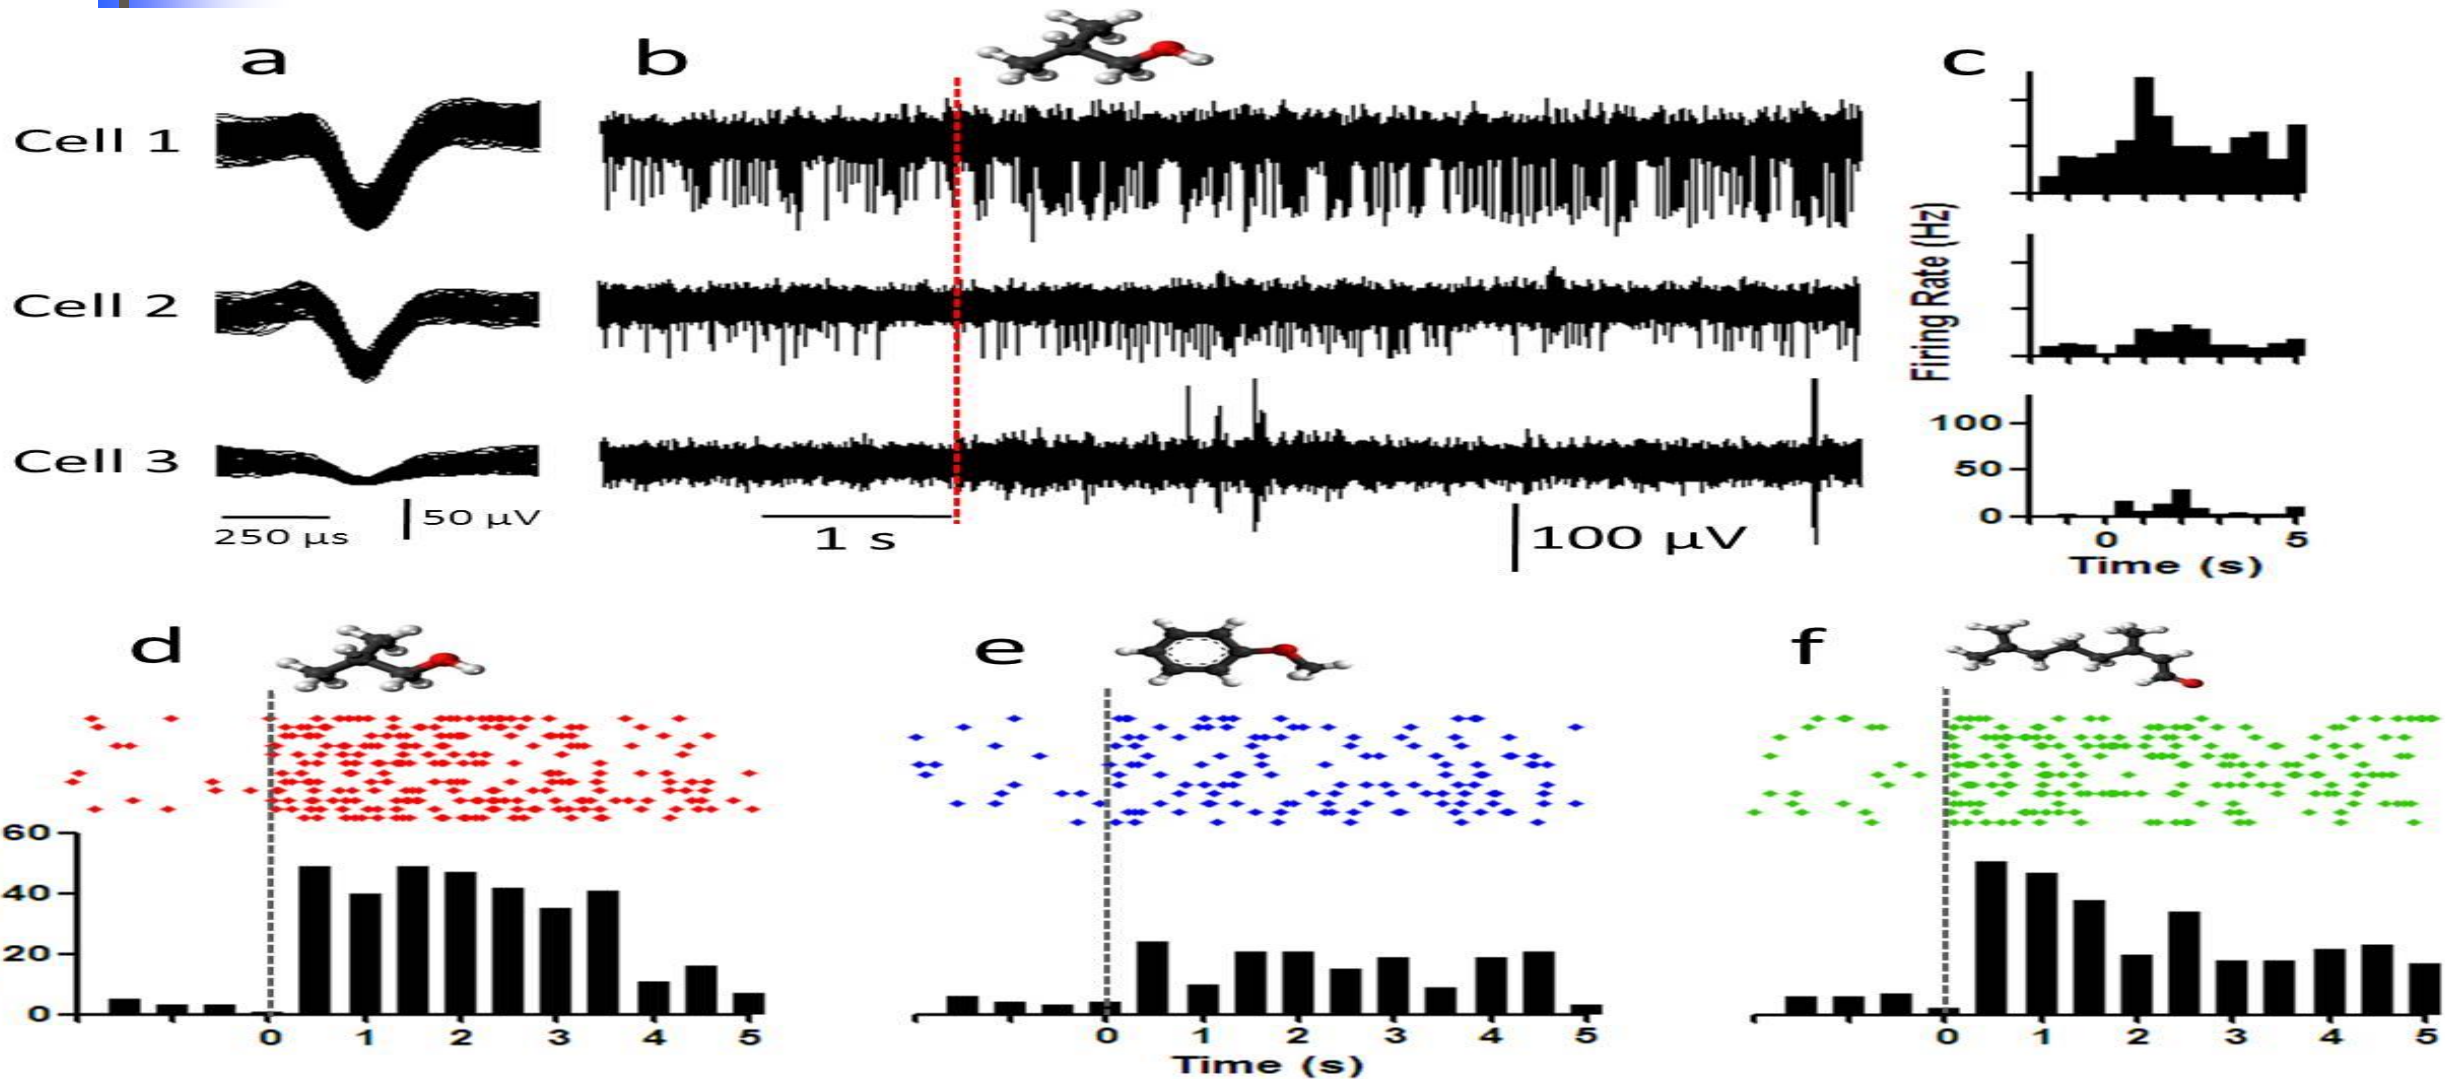 a
b
c
Cell 1
Cell 2
Cell 3
250 µs
50 µV
1 s
100 µV
Firing Rate (Hz)
100
50
0
0 5
Time (s)
d
e
f
60
40
20
0
0 1 2 3 4 5
0 1 2 3 4 5
0 1 2 3 4 5
Time (s)